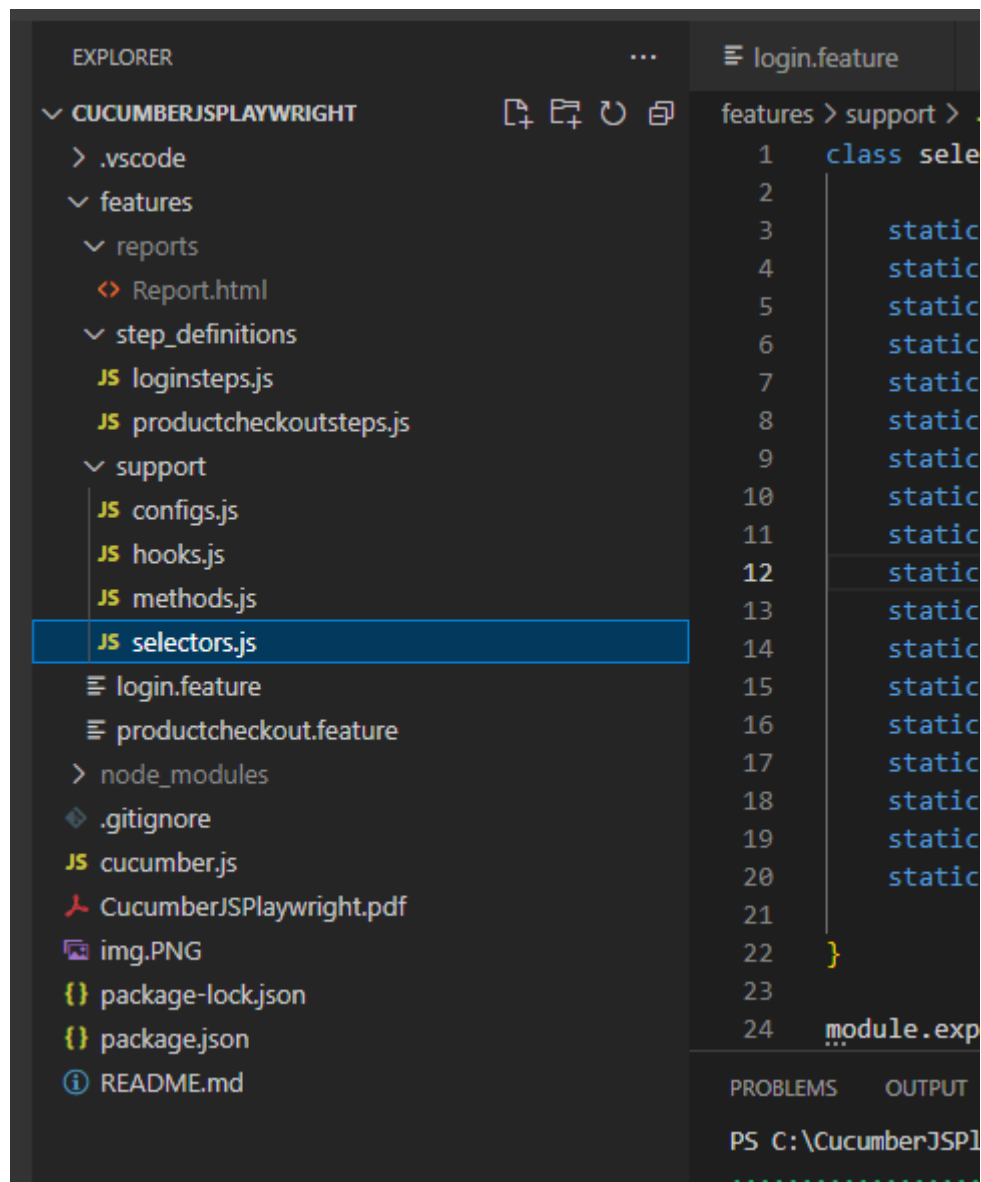 EXPLORER
CUCUMBERJSPLAYWRIGHT
.vscode
features
reports
Report.html
step_definitions
JS loginsteps.js
JS productcheckoutsteps.js
support
JS configs.js
JS hooks.js
JS methods.js
JS selectors.js
login.feature
productcheckout.feature
node_modules
.gitignore
JS cucumber.js
CucumberJSPlaywright.pdf
img.PNG
{} package-lock.json
{} package.json
README.md
login.feature
features > support >
1 class sele
2
3 static
4 static
5 static
6 static
7 static
8 static
9 static
10 static
11 static
12 static
13 static
14 static
15 static
16 static
17 static
18 static
19 static
20 static
21
22 }
23
24 module.exp
PROBLEMS OUTPUT
PS C:\CucumberJSPl